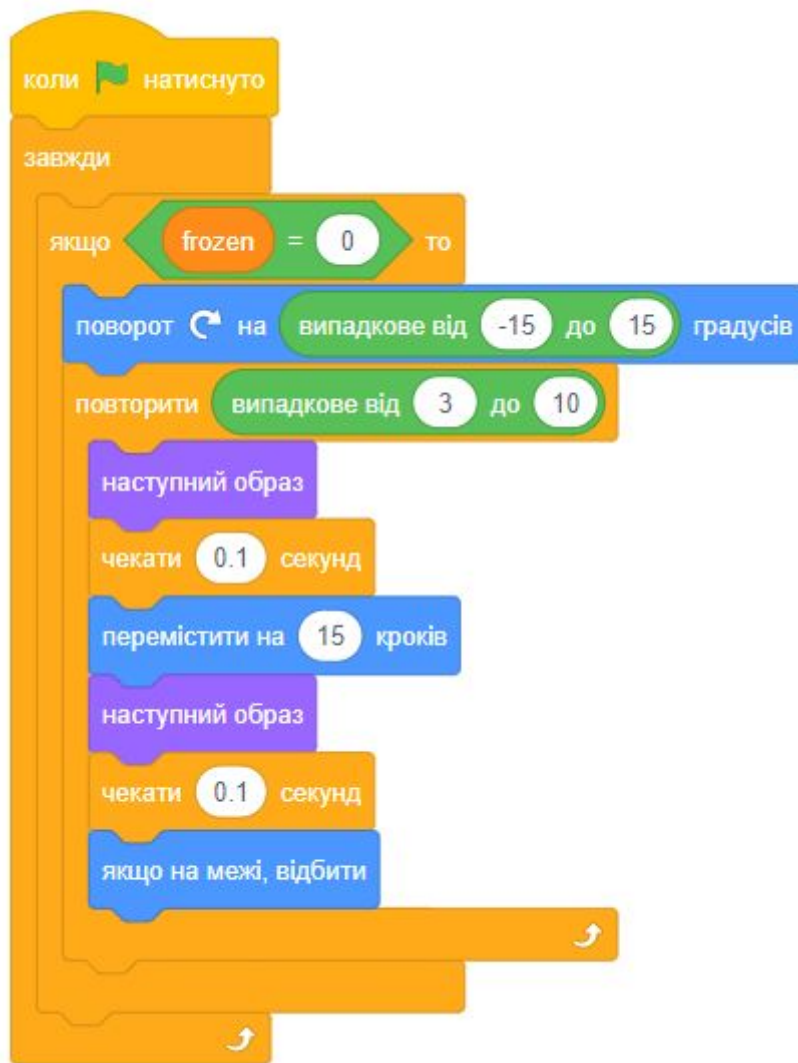 коли натиснуто
завжди
якщо frozen = 0 то
поворот на випадкове від -15 до 15 градусів
повторити випадкове від 3 до 10
наступний образ
чекати 0.1 секунд
перемістити на 15 кроків
наступний образ
чекати 0.1 секунд
якщо на межі, відбити